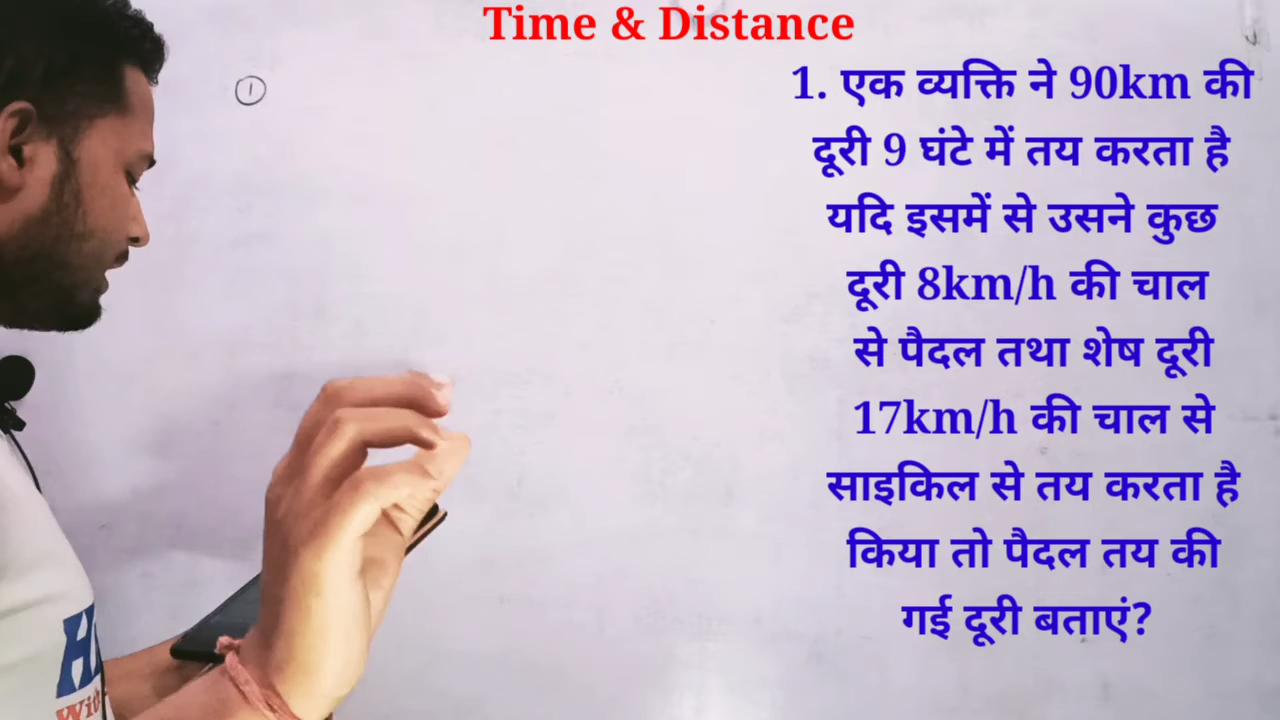 Time & Distance
1
1. एक व्यक्ति ने 90km की
दूरी 9 घंटे में तय करता है
यदि इसमें से उसने कुछ
दूरी 8km/h की चाल
से पैदल तथा शेष दूरी
17km/h की चाल से
साइकिल से तय करता है
किया तो पैदल तय की
गई दूरी बताएं?